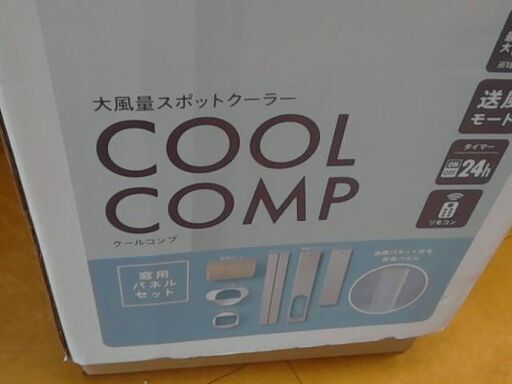 大風量スポットクーラー
COOL
COMP
クールコンプ
窓用
パネル
セット
送風
モード
タイマー
ON
OFF
24h
リモコン